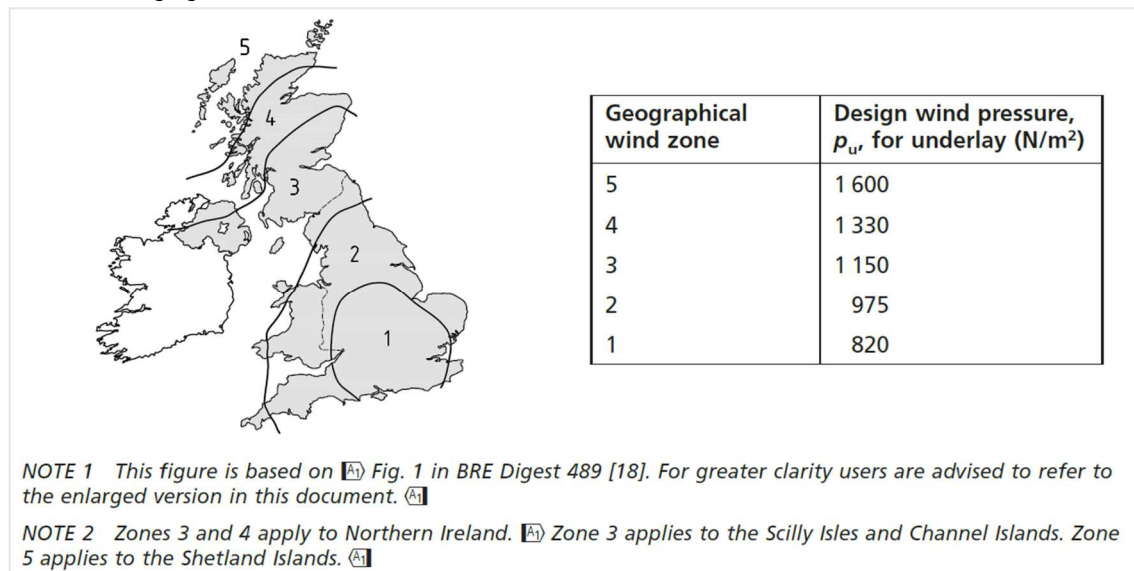 5
4
3
2
1
Geographical wind zone
Design wind pressure, pu, for underlay (N/m²)
5 1 600
4 1 330
3 1 150
2 975
1 820
NOTE 1 This figure is based on A1⟩ Fig. 1 in BRE Digest 489 [18]. For greater clarity users are advised to refer to
the enlarged version in this document. ⟨A1
NOTE 2 Zones 3 and 4 apply to Northern Ireland. A1⟩ Zone 3 applies to the Scilly Isles and Channel Islands. Zone
5 applies to the Shetland Islands. ⟨A1